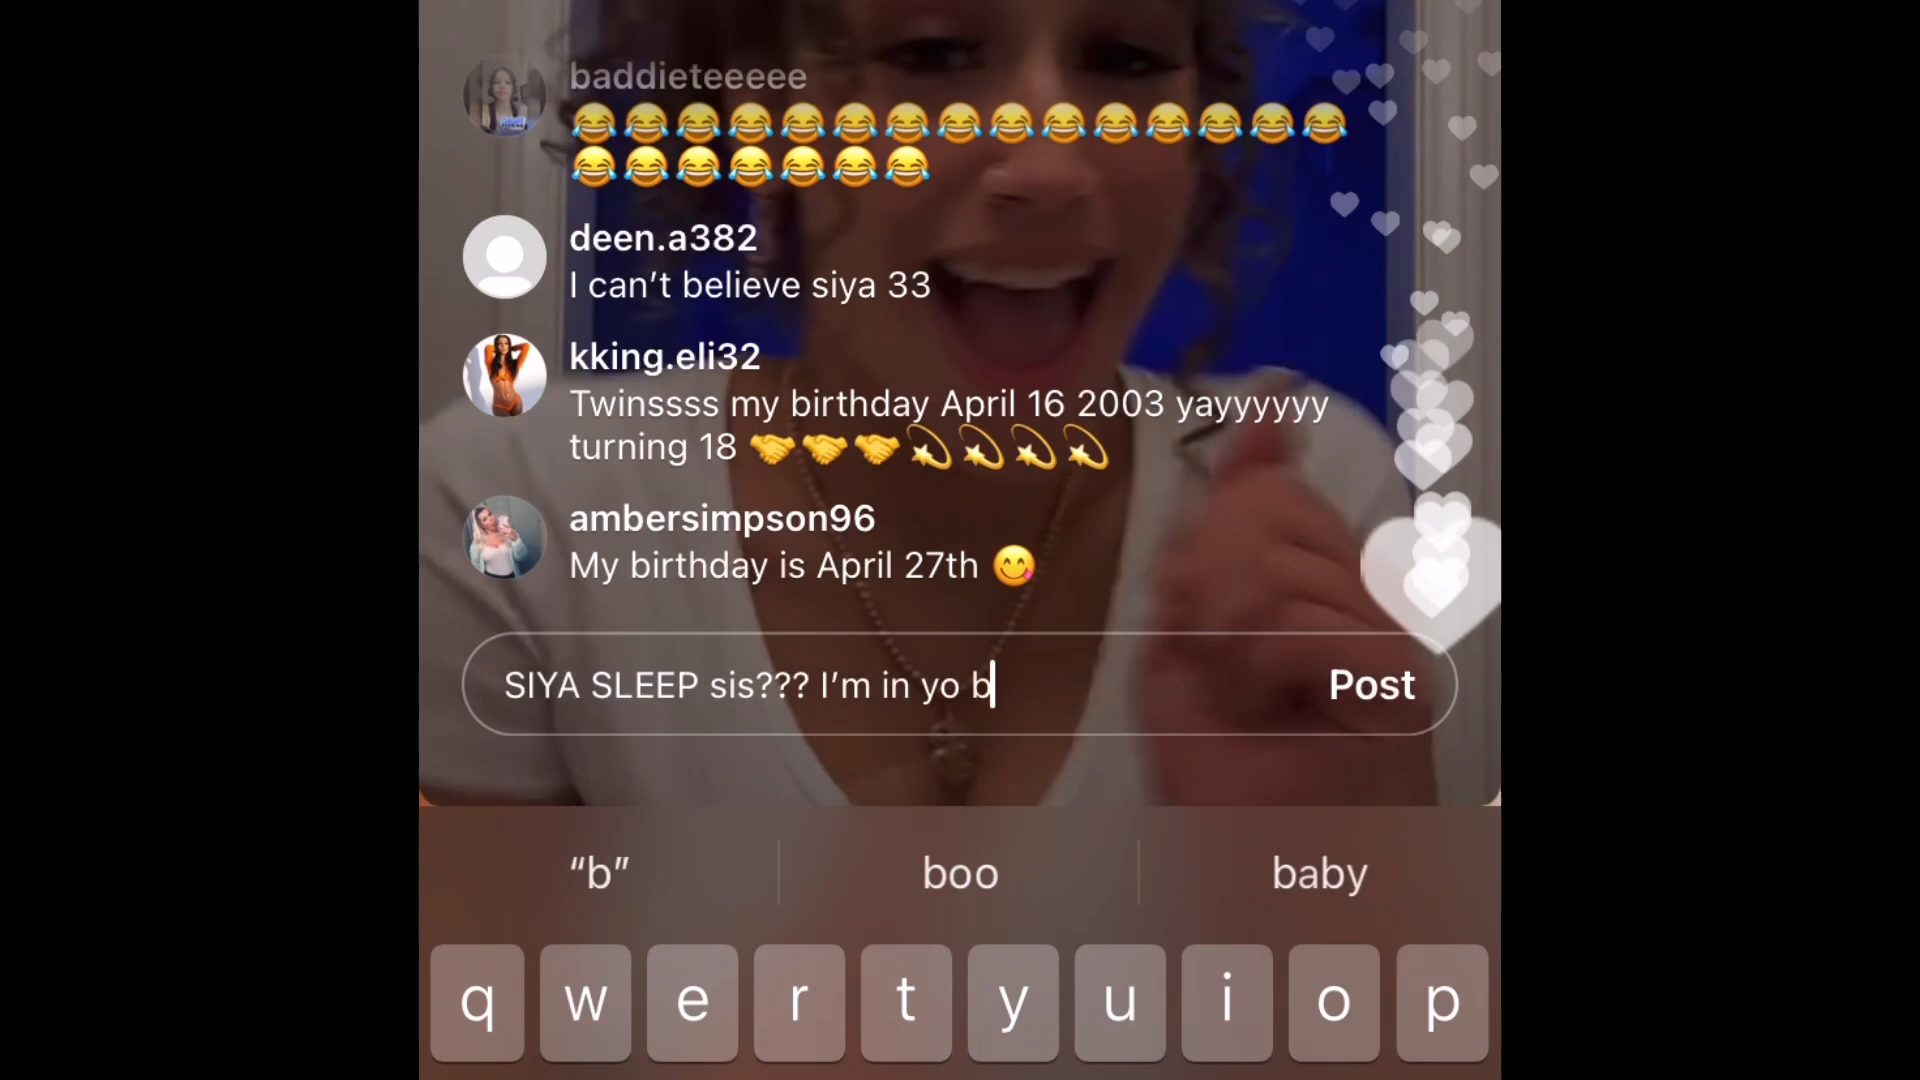 baddieteeeee
😂😂😂😂😂😂😂😂😂😂😂😂😂😂😂
😂😂😂😂😂😂😂
deen.a382
I can’t believe siya 33
kking.eli32
Twinssss my birthday April 16 2003 yayyyyyy
turning 18 🤝🤝🤝💫💫💫💫
ambersimpson96
My birthday is April 27th 😋
SIYA SLEEP sis??? I’m in yo b
Post
“b” boo baby
q w e r t y u i o p